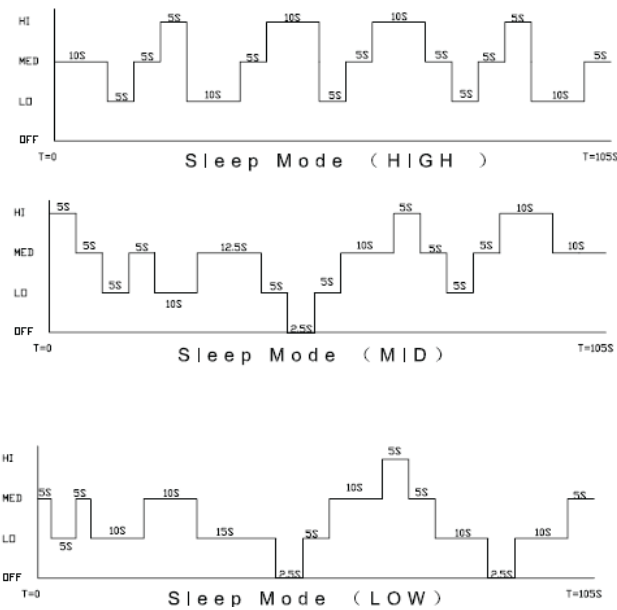 HI 5S 10S 10S 5S
MED 10S 5S 5S 5S 5S 5S 5S
LO 5S 10S 5S 5S 10S
OFF
T=0 Sleep Mode (HIGH) T=105S
HI 5S 5S 10S
MED 5S 5S 12.5S 10S 5S 5S 10S
LO 5S 10S 5S 5S 5S
OFF 2.5S
T=0 Sleep Mode (MID) T=105S
HI 5S
MED 5S 5S 10S 10S 5S 5S
LO 5S 10S 15S 5S 10S 10S
OFF 2.5S 2.5S
T=0 Sleep Mode (LOW) T=105S